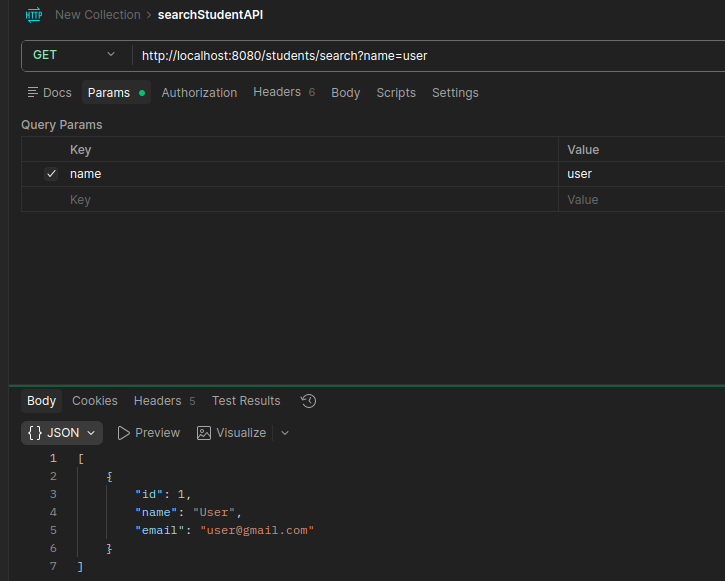 HTTP New Collection > searchStudentAPI
GET http://localhost:8080/students/search?name=user
Docs Params Authorization Headers 6 Body Scripts Settings
Query Params
Key Value
name user
Key Value
Body Cookies Headers 5 Test Results
{} JSON Preview Visualize
1 [
2 {
3 "id": 1,
4 "name": "User",
5 "email": "user@gmail.com"
6 }
7 ]